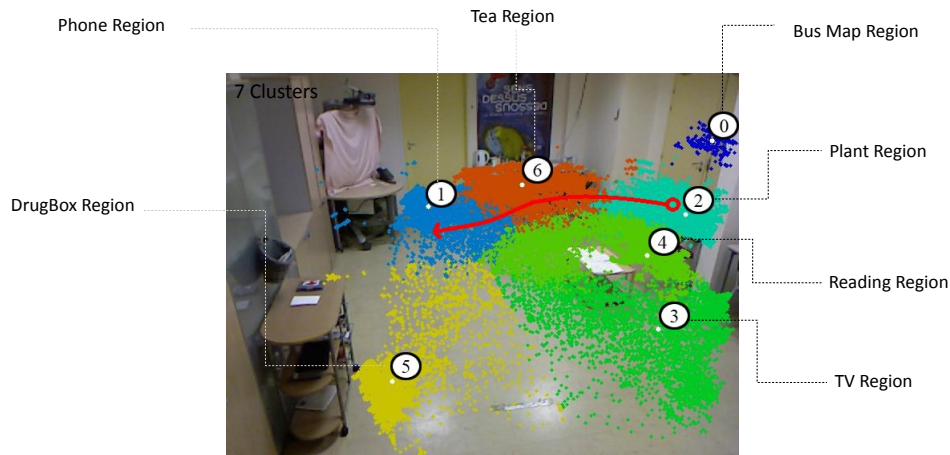 Tea Region
Phone Region
Bus Map Region
7 Clusters
0
6
Plant Region
1
2
DrugBox Region
4
Reading Region
3
5
TV Region